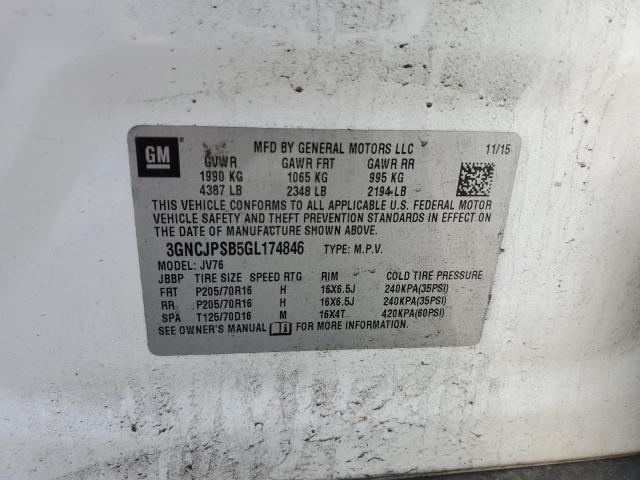 GM
MFD BY GENERAL MOTORS LLC 11/15
GVWR GAWR FRT GAWR RR
1990 KG 1065 KG 995 KG
4387 LB 2348 LB 2194 LB
THIS VEHICLE CONFORMS TO ALL APPLICABLE U.S. FEDERAL MOTOR
VEHICLE SAFETY AND THEFT PREVENTION STANDARDS IN EFFECT ON
THE DATE OF MANUFACTURE SHOWN ABOVE.
3GNCJPSB5GL174846 TYPE: M.P.V.
MODEL: JV76
JBBP TIRE SIZE SPEED RTG RIM COLD TIRE PRESSURE
FRT P205/70R16 H 16X6.5J 240KPA(35PSI)
RR P205/70R16 H 16X6.5J 240KPA(35PSI)
SPA T125/70D16 M 16X4T 420KPA(60PSI)
SEE OWNER'S MANUAL FOR MORE INFORMATION.